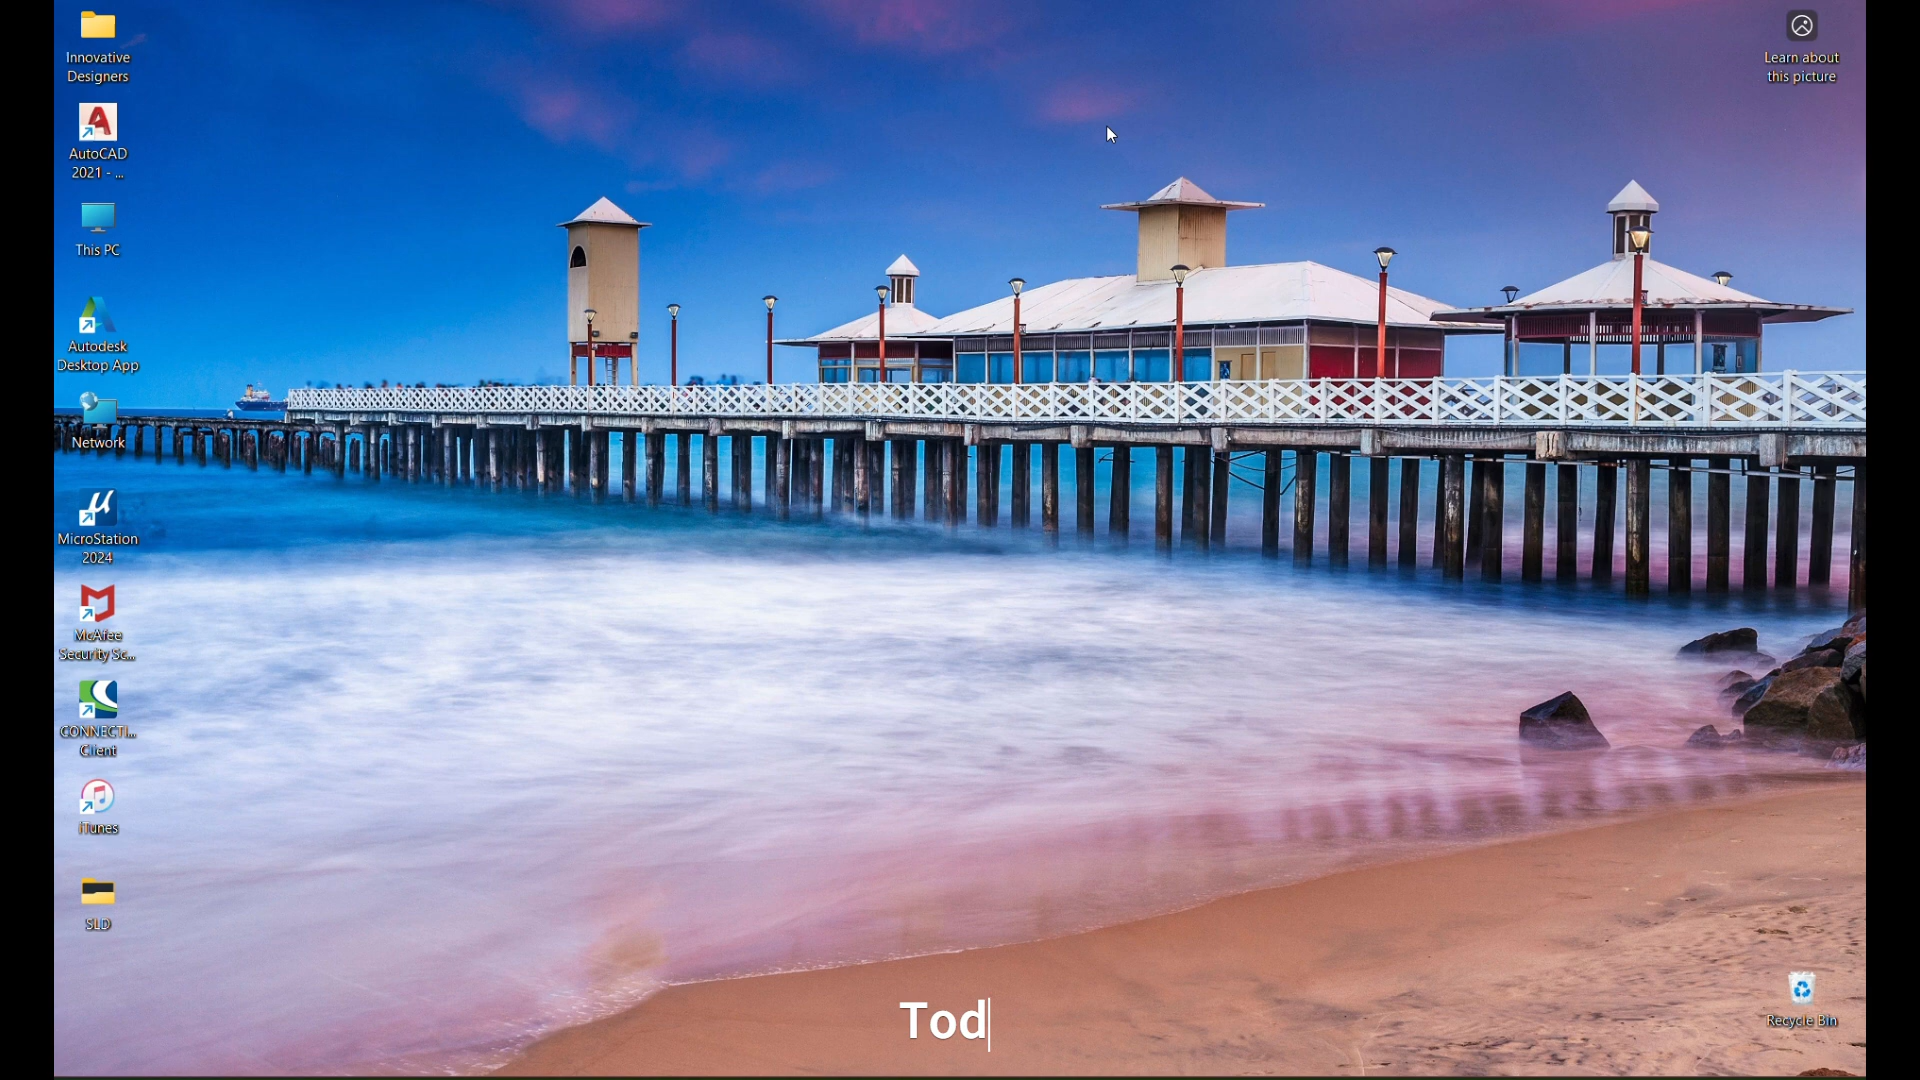 Innovative
Designers
AutoCAD
2021 - ...
This PC
Autodesk
Desktop App
Network
MicroStation
2024
McAfee
Security Sc...
CONNECTI...
Client
iTunes
SLD
Learn about
this picture
Tod
Recycle Bin